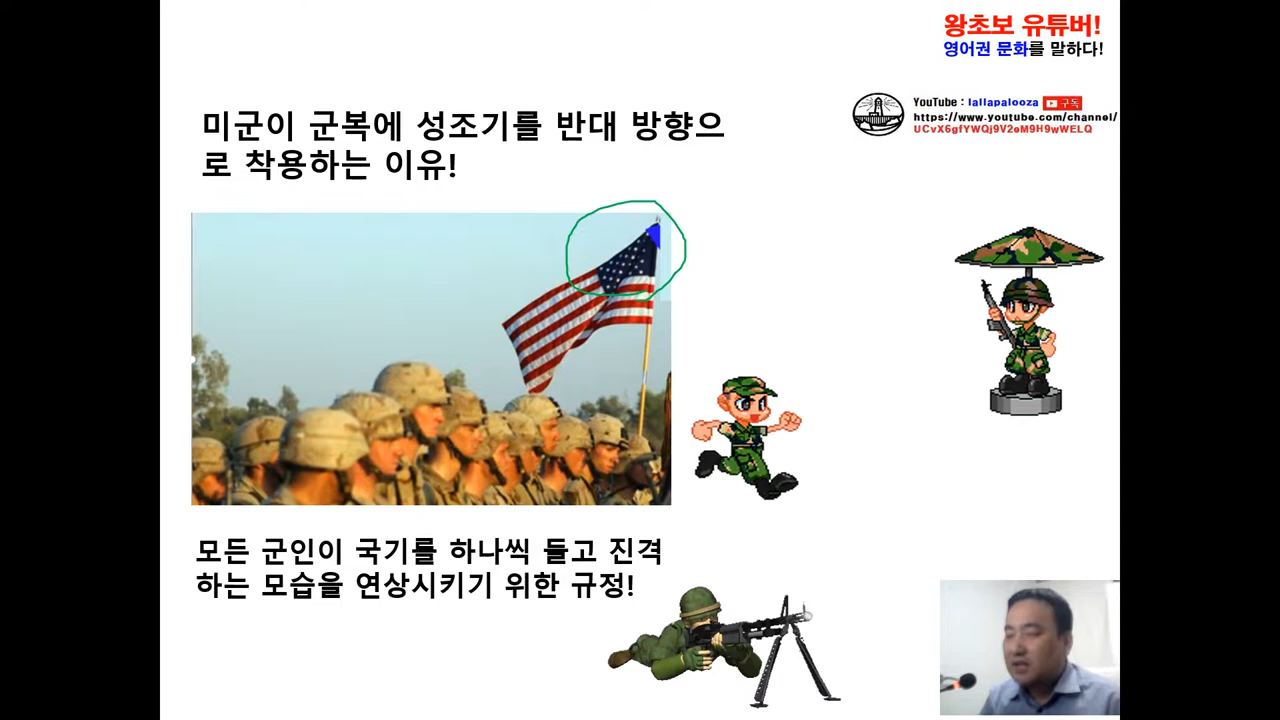 왕초보 유튜버!
영어권 문화를 말하다!
YouTube : lallapalooza 구독
https://www.youtube.com/channel/
UCvX6gfYWQj9V2eM9H9wWELQ
미군이 군복에 성조기를 반대 방향으
로 착용하는 이유!
모든 군인이 국기를 하나씩 들고 진격
하는 모습을 연상시키기 위한 규정!